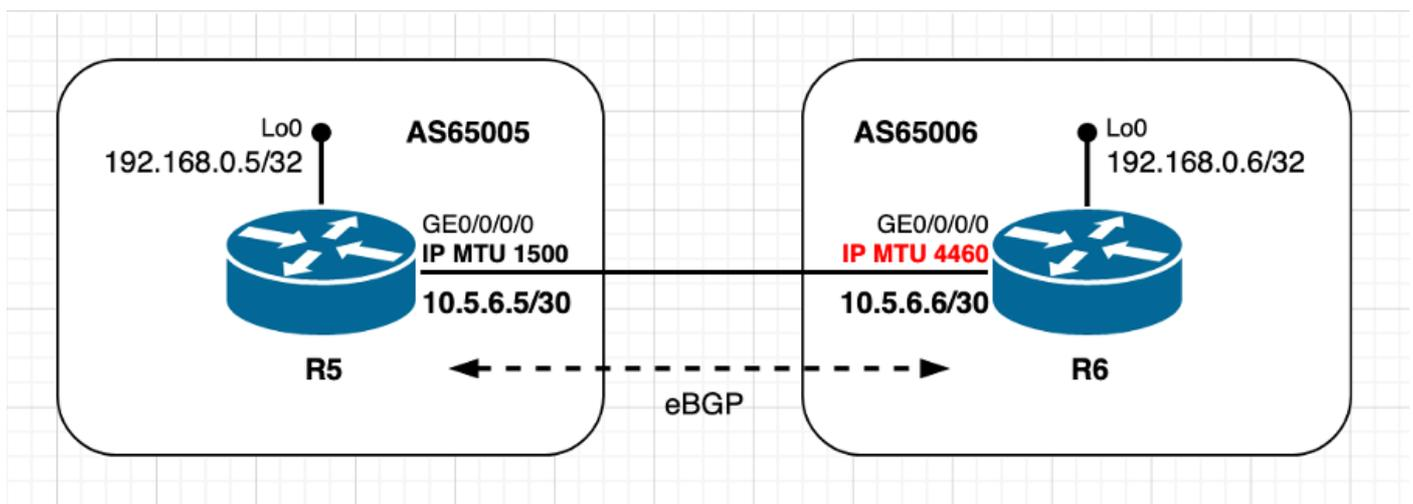 Lo0
192.168.0.5/32
AS65005
GE0/0/0/0
IP MTU 1500
10.5.6.5/30
R5
eBGP
AS65006
Lo0
192.168.0.6/32
GE0/0/0/0
IP MTU 4460
10.5.6.6/30
R6